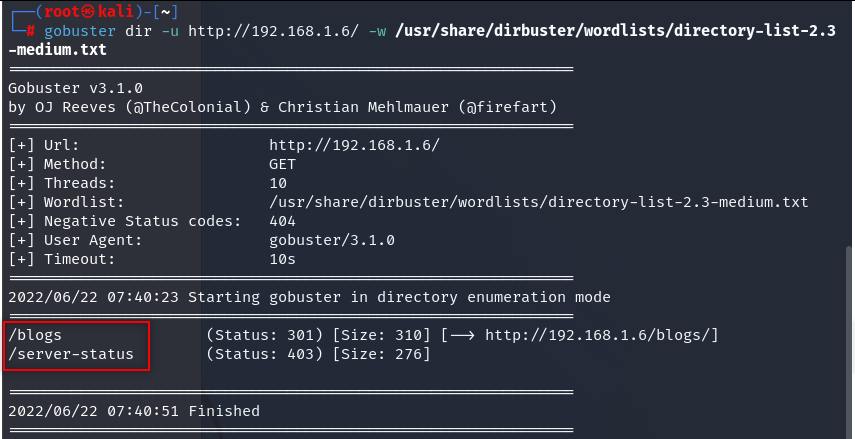 ┌──(root㉿kali)-[~]
└─# gobuster dir -u http://192.168.1.6/ -w /usr/share/dirbuster/wordlists/directory-list-2.3
-medium.txt
===============================================================
Gobuster v3.1.0
by OJ Reeves (@TheColonial) & Christian Mehlmauer (@firefart)
===============================================================
[+] Url:                     http://192.168.1.6/
[+] Method:                  GET
[+] Threads:                 10
[+] Wordlist:                /usr/share/dirbuster/wordlists/directory-list-2.3-medium.txt
[+] Negative Status codes:   404
[+] User Agent:              gobuster/3.1.0
[+] Timeout:                 10s
===============================================================
2022/06/22 07:40:23 Starting gobuster in directory enumeration mode
===============================================================
/blogs                (Status: 301) [Size: 310] [--> http://192.168.1.6/blogs/]
/server-status        (Status: 403) [Size: 276]
===============================================================
2022/06/22 07:40:51 Finished
===============================================================